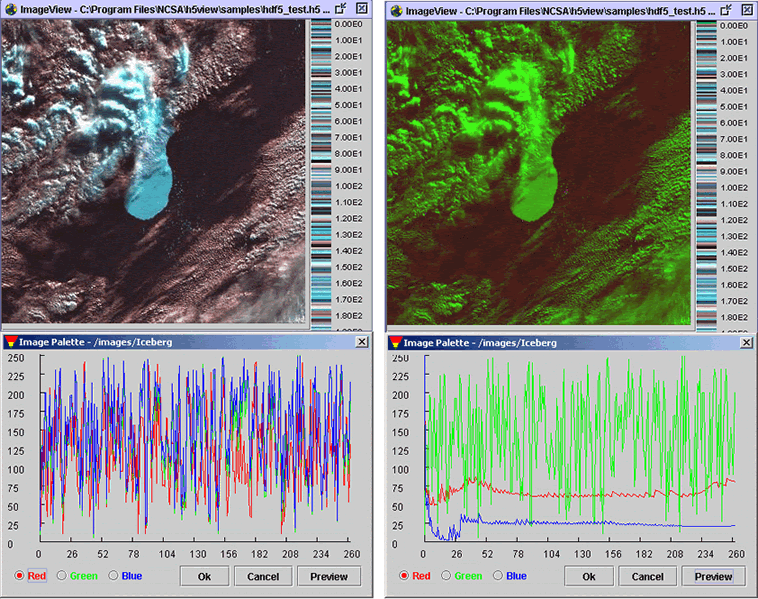 ImageView - C:\Program Files\NCSA\h5view\samples\hdf5_test.h5 ...
0.00E0
1.00E1
2.00E1
3.00E1
4.00E1
5.00E1
6.00E1
7.00E1
8.00E1
9.00E1
1.00E2
1.10E2
1.20E2
1.30E2
1.40E2
1.50E2
1.60E2
1.70E2
1.80E2
Image Palette - /images/Iceberg
250
225
200
175
150
125
100
75
50
25
0
0 26 52 78 104 130 156 182 208 234 260
Red Green Blue Ok Cancel Preview
ImageView - C:\Program Files\NCSA\h5view\samples\hdf5_test.h5 ...
0.00E0
1.00E1
2.00E1
3.00E1
4.00E1
5.00E1
6.00E1
7.00E1
8.00E1
9.00E1
1.00E2
1.10E2
1.20E2
1.30E2
1.40E2
1.50E2
1.60E2
1.70E2
1.80E2
Image Palette - /images/Iceberg
250
225
200
175
150
125
100
75
50
25
0
0 26 52 78 104 130 156 182 208 234 260
Red Green Blue Ok Cancel Preview